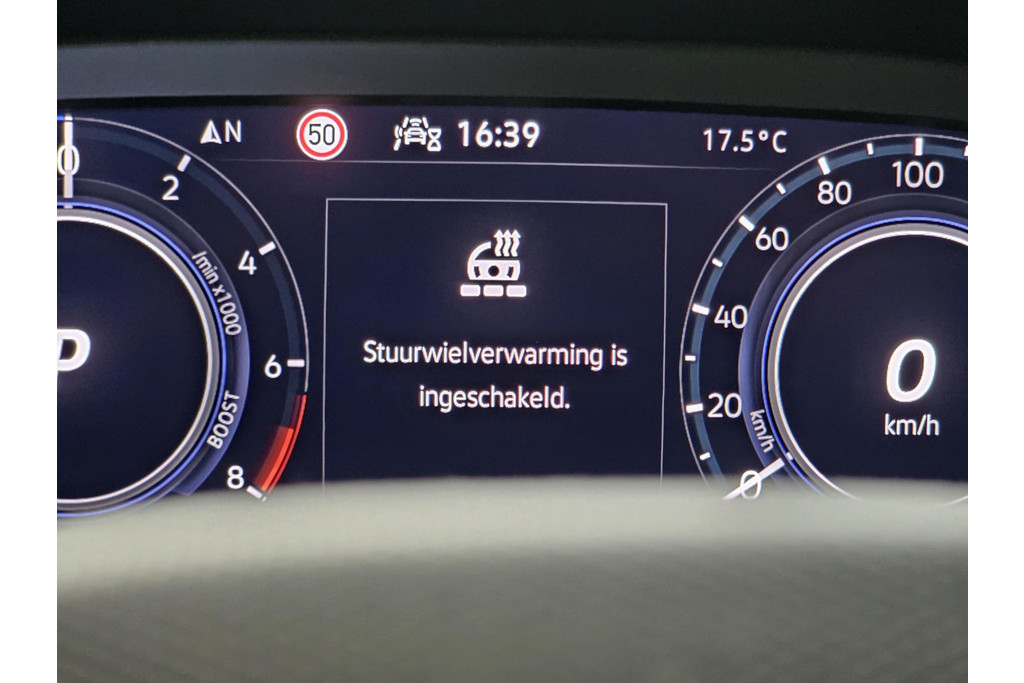 N 50 16:39 17.5°C
Stuurwielverwarming is
ingeschakeld.
0
2
4
6
8
/min x1000
BOOST
P
100
80
60
40
20
0
km/h
0
km/h